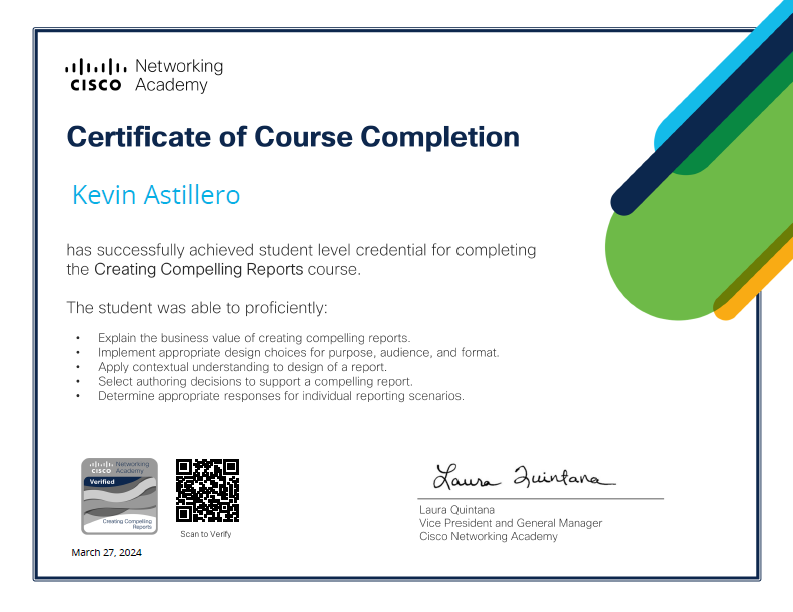 Networking
CISCO Academy
Certificate of Course Completion
Kevin Astillero
has successfully achieved student level credential for completing
the Creating Compelling Reports course.
The student was able to proficiently:
• Explain the business value of creating compelling reports.
• Implement appropriate design choices for purpose, audience, and format.
• Apply contextual understanding to design of a report.
• Select authoring decisions to support a compelling report.
• Determine appropriate responses for individual reporting scenarios.
Networking
CISCO Academy
Verified
Creating Compelling
Reports
Scan to Verify
March 27, 2024
Laura Quintana
Laura Quintana
Vice President and General Manager
Cisco Networking Academy